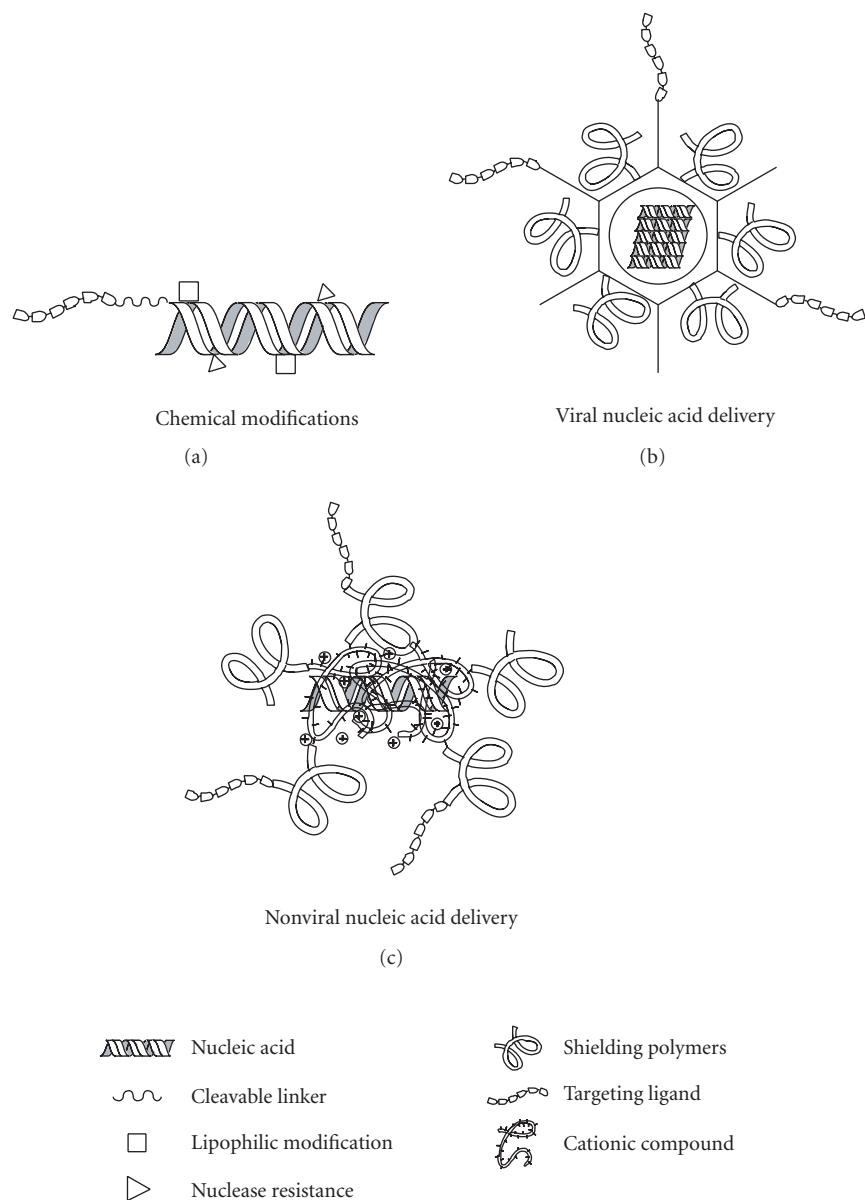 Chemical modifications
(a)
Viral nucleic acid delivery
(b)
Nonviral nucleic acid delivery
(c)
Nucleic acid
Cleavable linker
Lipophilic modification
Nuclease resistance
Shielding polymers
Targeting ligand
Cationic compound